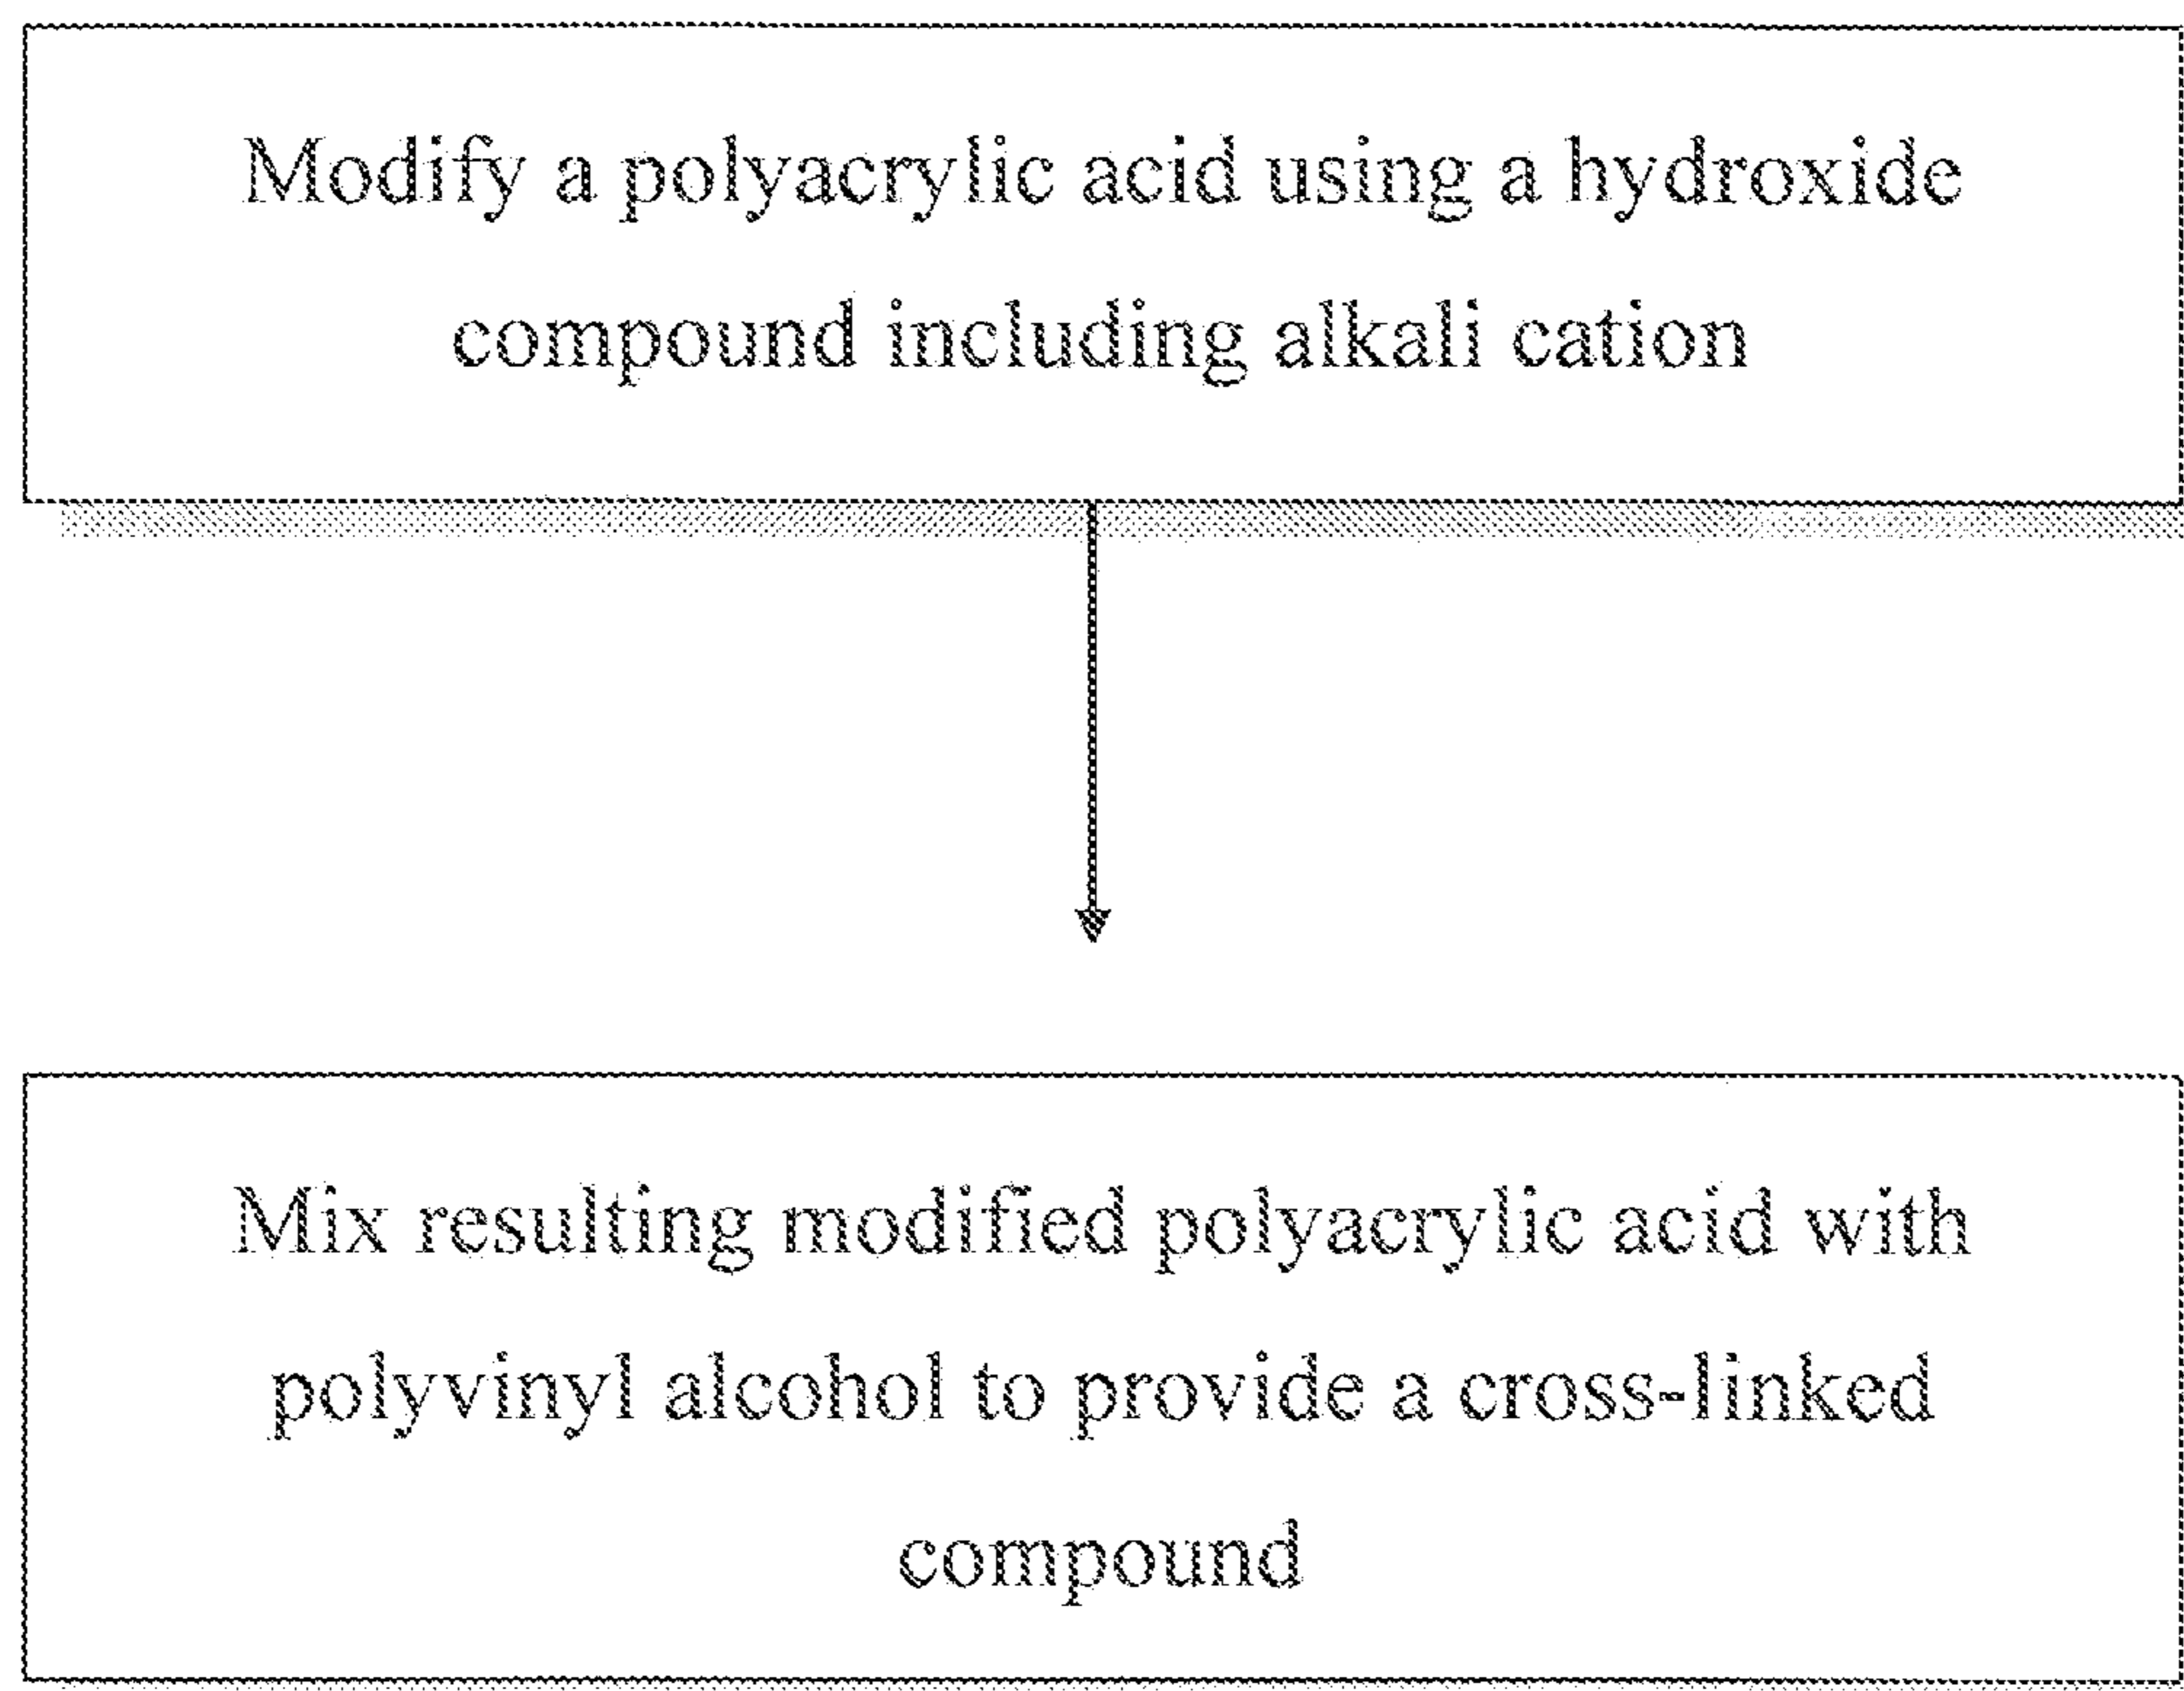 Modify a polyacrylic acid using a hydroxide
compound including alkali cation
Mix resulting modified polyacrylic acid with
polyvinyl alcohol to provide a cross-linked
compound